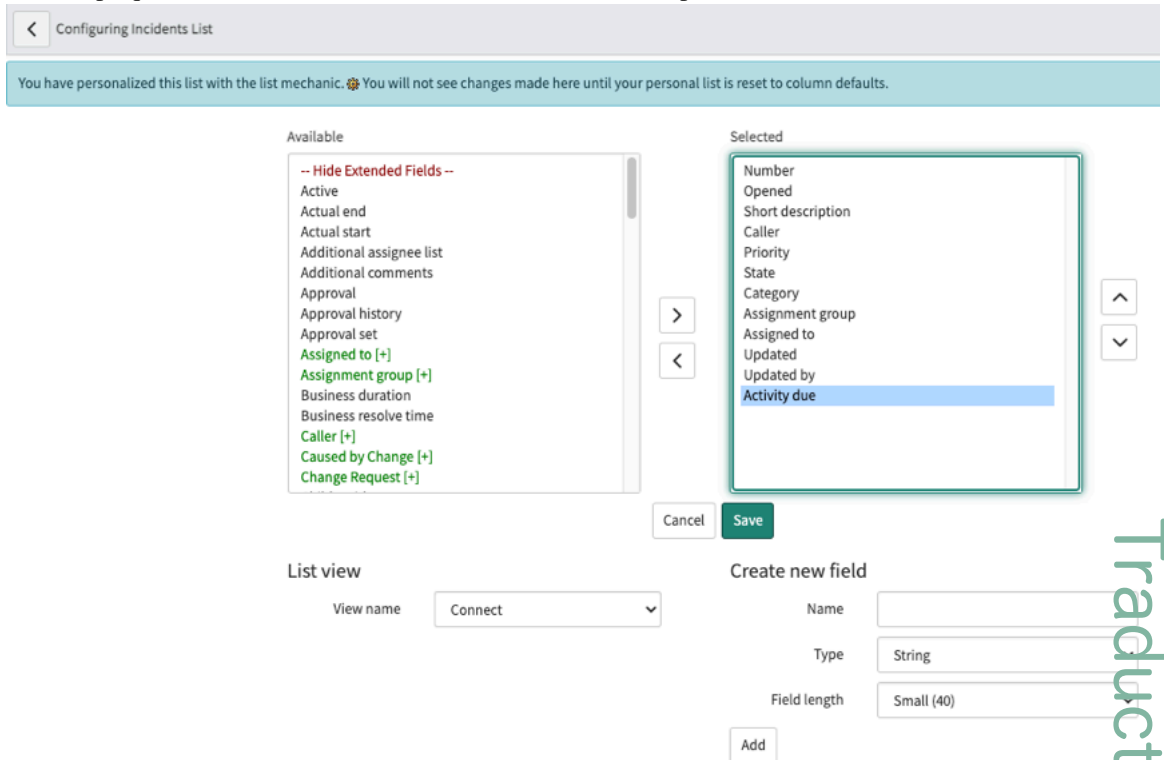 Configuring Incidents List
You have personalized this list with the list mechanic. You will not see changes made here until your personal list is reset to column defaults.
Available
-- Hide Extended Fields --
Active
Actual end
Actual start
Additional assignee list
Additional comments
Approval
Approval history
Approval set
Assigned to [+]
Assignment group [+]
Business duration
Business resolve time
Caller [+]
Caused by Change [+]
Change Request [+]
Selected
Number
Opened
Short description
Caller
Priority
State
Category
Assignment group
Assigned to
Updated
Updated by
Activity due
Cancel
Save
List view
View name
Connect
Create new field
Name
Type
String
Field length
Small (40)
Add
Traduct